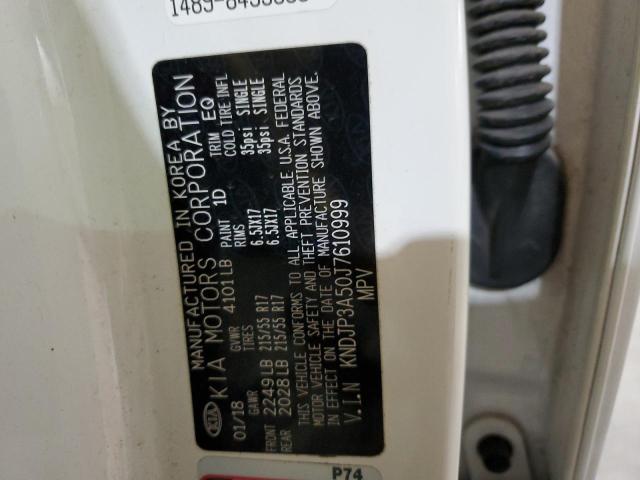 MANUFACTURED IN KOREA BY
KIA KIA MOTORS CORPORATION
01/18 GVWR 4101LB PAINT 1D TRIM EQ
GAWR TIRES RIMS COLD TIRE INFL
FRONT 2249LB 215/55 R17 6.5JX17 35psi SINGLE
REAR 2028LB 215/55 R17 6.5JX17 35psi SINGLE
THIS VEHICLE CONFORMS TO ALL APPLICABLE U.S.A. FEDERAL
MOTOR VEHICLE SAFETY AND THEFT PREVENTION STANDARDS
IN EFFECT ON THE DATE OF MANUFACTURE SHOWN ABOVE.
V.I.N KNDJP3A50J7610999
MPV
P74